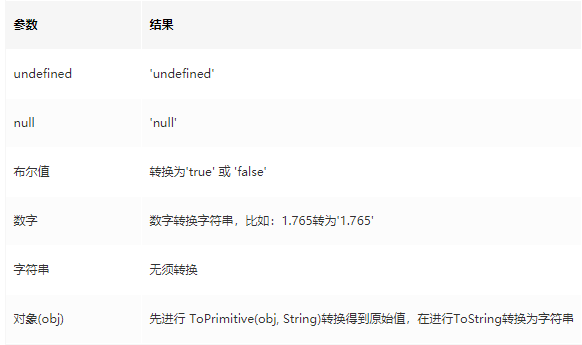 参数 结果
undefined 'undefined'
null 'null'
布尔值 转换为'true' 或 'false'
数字 数字转换字符串，比如：1.765转为'1.765'
字符串 无须转换
对象(obj) 先进行 ToPrimitive(obj, String)转换得到原始值，在进行ToString转换为字符串